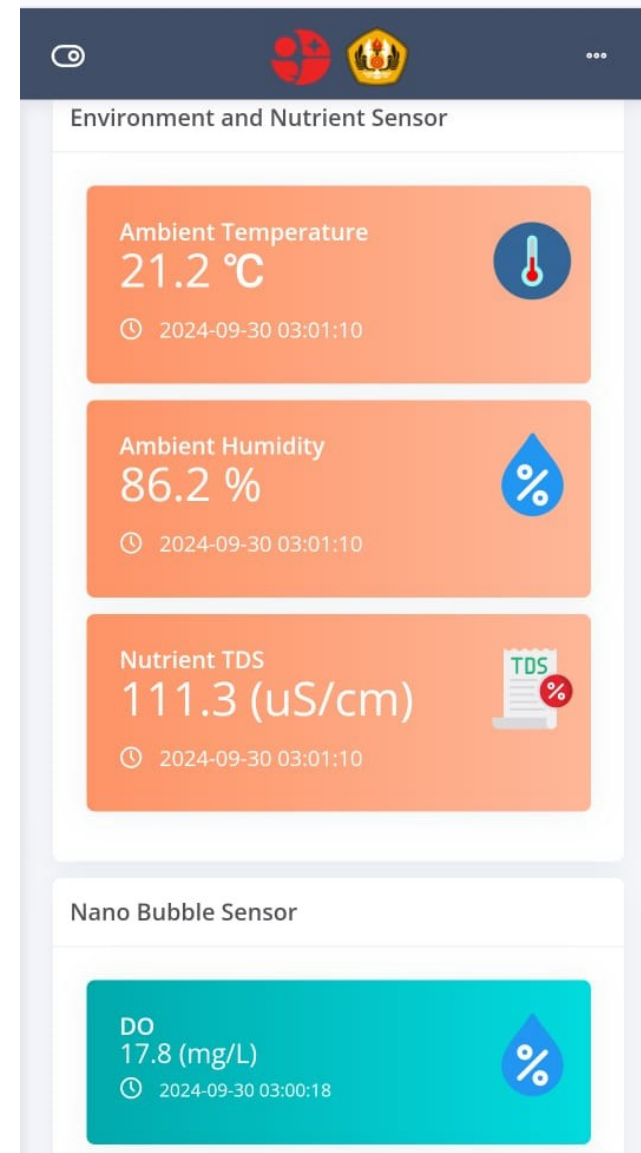 Environment and Nutrient Sensor
Ambient Temperature
21.2 ℃
2024-09-30 03:01:10
Ambient Humidity
86.2 %
2024-09-30 03:01:10
Nutrient TDS
111.3 (uS/cm)
2024-09-30 03:01:10
TDS
%
Nano Bubble Sensor
DO
17.8 (mg/L)
2024-09-30 03:00:18
%